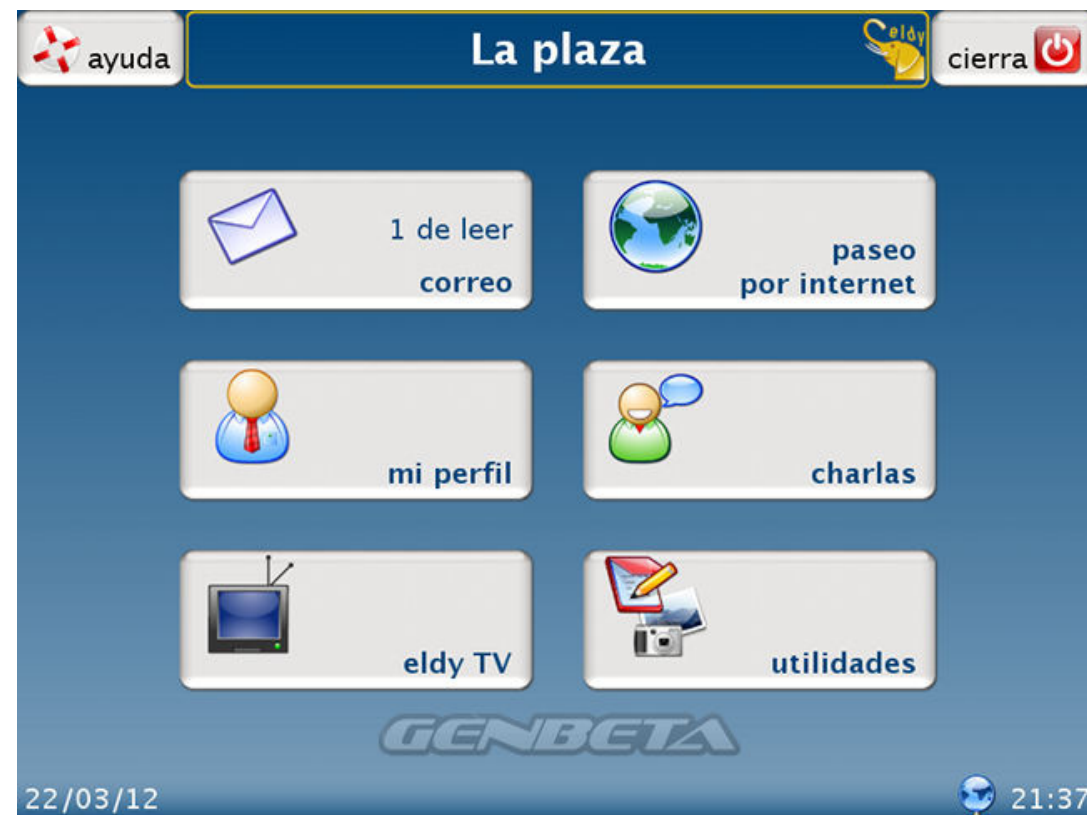 ayuda
La plaza
eldy
cierra
1 de leer
correo
paseo
por internet
mi perfil
charlas
eldy TV
utilidades
GENBETA
22/03/12
21:37